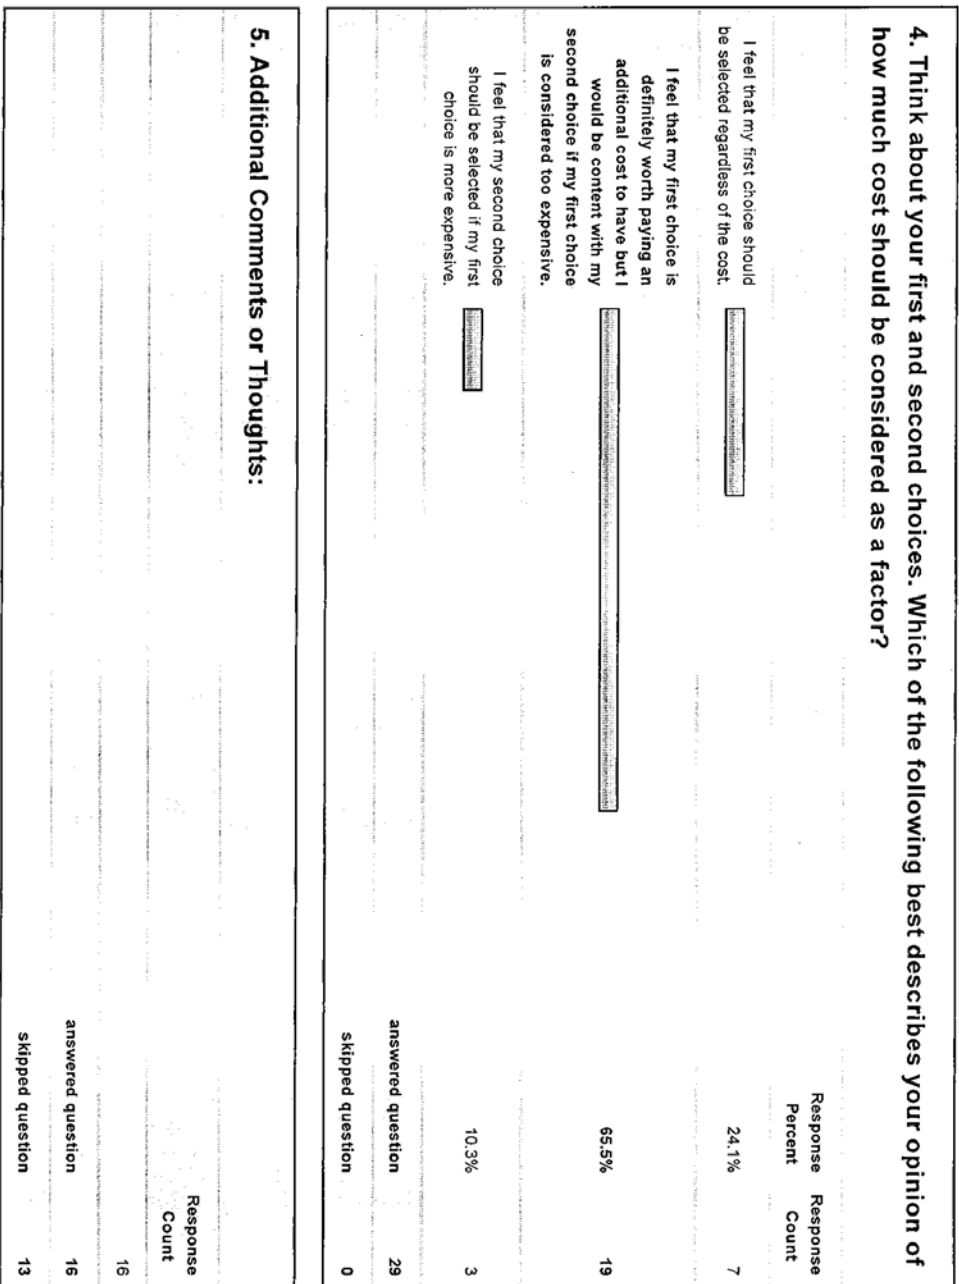 4. Think about your first and second choices. Which of the following best describes your opinion of
how much cost should be considered as a factor?
Response Percent Response Count
I feel that my first choice should
be selected regardless of the cost. 24.1% 7
I feel that my first choice is
definitely worth paying an
additional cost to have but I
would be content with my
second choice if my first choice
is considered too expensive. 65.5% 19
I feel that my second choice
should be selected if my first
choice is more expensive. 10.3% 3
answered question 29
skipped question 0
5. Additional Comments or Thoughts:
Response
Count
16
answered question 16
skipped question 13